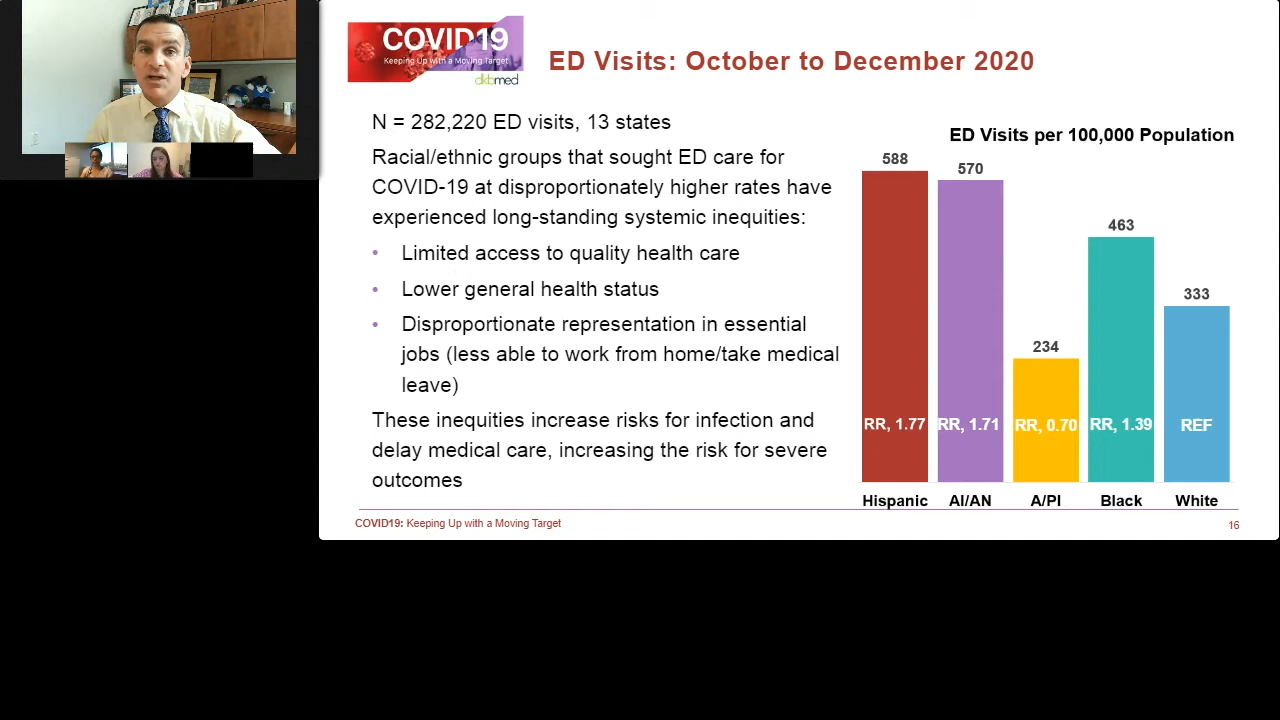 COVID19
Keeping Up with a Moving Target
dkbmed
ED Visits: October to December 2020
N = 282,220 ED visits, 13 states
Racial/ethnic groups that sought ED care for
COVID-19 at disproportionately higher rates have
experienced long-standing systemic inequities:
• Limited access to quality health care
• Lower general health status
• Disproportionate representation in essential
jobs (less able to work from home/take medical
leave)
These inequities increase risks for infection and
delay medical care, increasing the risk for severe
outcomes
ED Visits per 100,000 Population
588
570
234
463
333
RR, 1.77
RR, 1.71
RR, 0.70
RR, 1.39
REF
Hispanic
AI/AN
A/PI
Black
White
COVID19: Keeping Up with a Moving Target
16